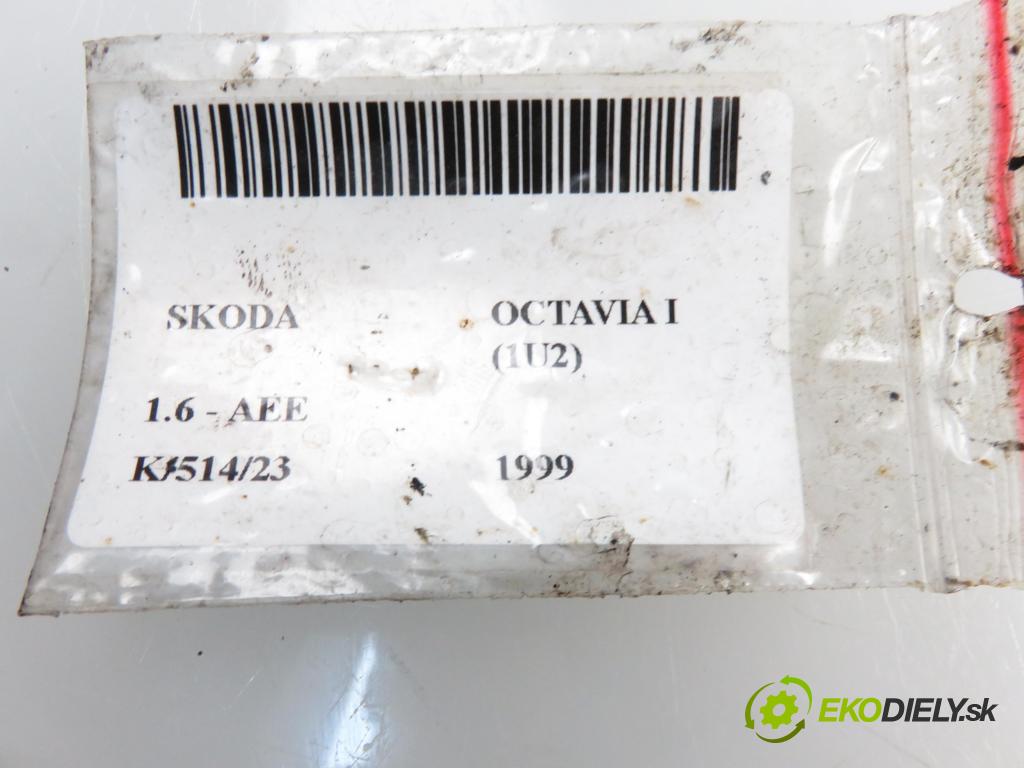 SKODA OCTAVIA I
(1U2)
1.6 - AEE
1999
EKODIELY.sk